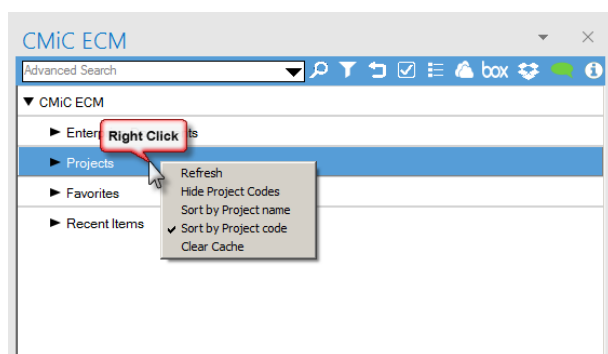 CMiC ECM
Advanced Search
box
CMiC ECM
Enter
ts
Right Click
Projects
Refresh
Hide Project Codes
Favorites
Sort by Project name
Sort by Project code
Recent Items
Clear Cache